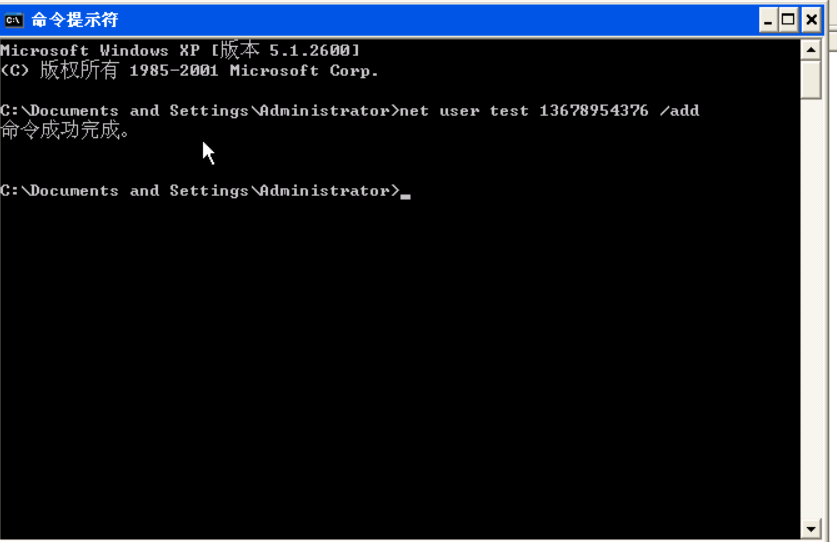 命令提示符
Microsoft Windows XP [版本 5.1.2600]
(C) 版权所有 1985-2001 Microsoft Corp.
C:\Documents and Settings\Administrator>net user test 13678954376 /add
命令成功完成。
C:\Documents and Settings\Administrator>_